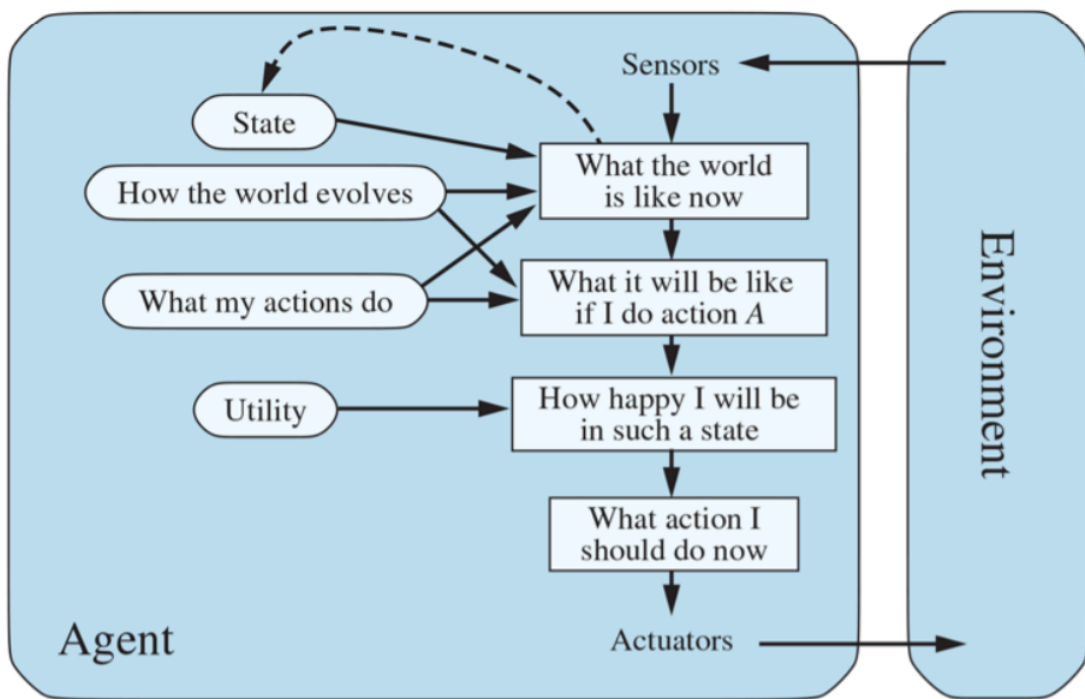 Sensors
State
What the world
is like now
How the world evolves
What it will be like
if I do action A
What my actions do
How happy I will be
in such a state
Utility
What action I
should do now
Actuators
Agent
Environment